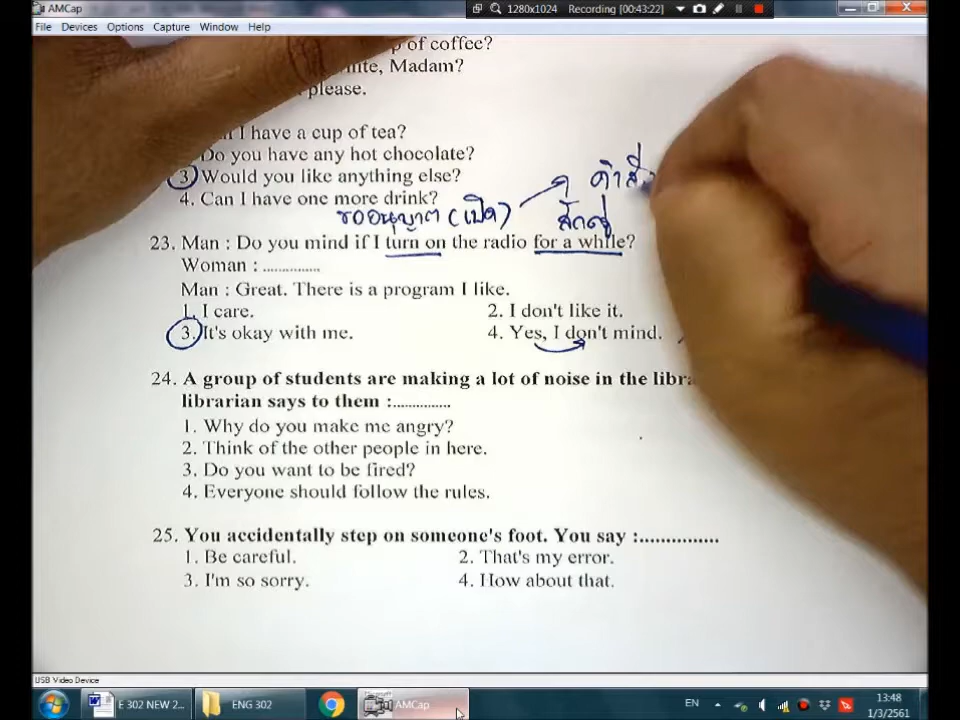 AMCap
1280x1024 Recording [00:43:22]
File Devices Options Capture Window Help
of coffee?
Madam?
please.
I have a cup of tea?
Do you have any hot chocolate?
3. Would you like anything else?
4. Can I have one more drink?
ขออนุญาต (เปิด)
สักครู่
23. Man : Do you mind if I turn on the radio for a while?
Woman : ..............
Man : Great. There is a program I like.
1. I care. 2. I don't like it.
3. It's okay with me. 4. Yes, I don't mind.
24. A group of students are making a lot of noise in the
librarian says to them :..............
1. Why do you make me angry?
2. Think of the other people in here.
3. Do you want to be fired?
4. Everyone should follow the rules.
25. You accidentally step on someone's foot. You say :...............
1. Be careful. 2. That's my error.
3. I'm so sorry. 4. How about that.
USB Video Device
E 302 NEW 2... ENG 302 AMCap EN 13:48
1/3/2561